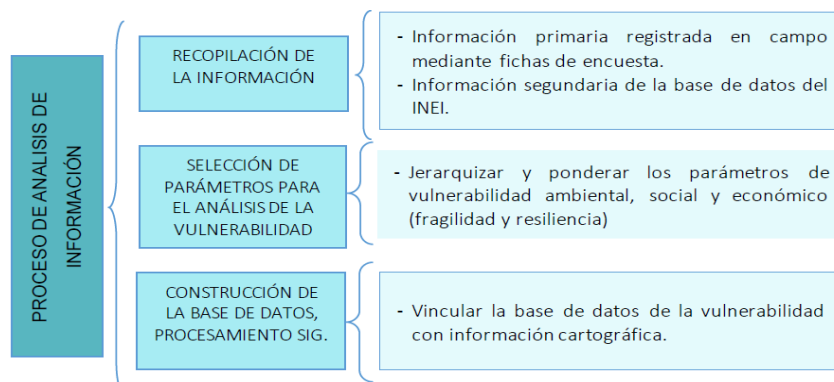 PROCESO DE ANALISIS DE
INFORMACIÓN
RECOPILACIÓN DE
LA INFORMACIÓN
- Información primaria registrada en campo
mediante fichas de encuesta.
- Información segundaria de la base de datos del
INEI.
SELECCIÓN DE
PARÁMETROS PARA
EL ANÁLISIS DE LA
VULNERABILIDAD
- Jerarquizar y ponderar los parámetros de
vulnerabilidad ambiental, social y económico
(fragilidad y resiliencia)
CONSTRUCCIÓN DE
LA BASE DE DATOS,
PROCESAMIENTO SIG.
- Vincular la base de datos de la vulnerabilidad
con información cartográfica.